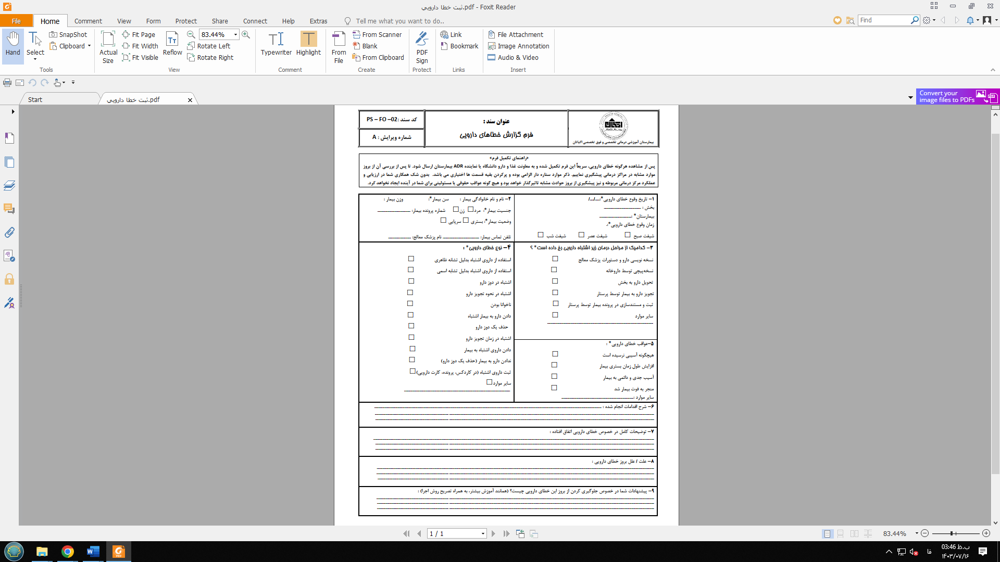 ثبت خطا دارویي.pdf - Foxit Reader
File Home Comment View Form Protect Share Connect Help Extras Tell me what you want to do.. Find
Hand
Select
SnapShot
Clipboard
Tools
Actual Size
Fit Page
Fit Width
Fit Visible
Reflow
83.44%
Rotate Left
Rotate Right
View
Typewriter
Highlight
Comment
From File
From Scanner
Blank
From Clipboard
Create
PDF Sign
Protect
Link
Bookmark
Links
File Attachment
Image Annotation
Audio & Video
Insert
Start
ثبت خطا دارویي.pdf
Convert your
image files to PDFs
بیمارستان آموزشی درمانی تخصصی و فوق تخصصی اکباتان
عنوان سند :
فرم گزارش خطاهای دارویی
کد سند :PS – FO –02
شماره ویرایش : A
«راهنمای تکمیل فرم»
پس از مشاهده هرگونه خطای دارویی، سریعاً این فرم تکمیل شده و به معاونت غذا و دارو دانشگاه یا نماینده ADR بیمارستان ارسال شود. تا پس از بررسی آن از بروز
موارد مشابه در مراکز درمانی پیشگیری نماییم. ذکر موارد ستاره دار الزامی بوده و پرکردن بقیه قسمت ها اختیاری می باشد. بدون شک همکاری شما در ارزیابی و
عملکرد مرکز درمانی مربوطه و نیز پیشگیری از بروز حوادث مشابه تاثیرگذار خواهد بود و هیچ گونه عواقب حقوقی یا مسئولیتی برای شما در آینده ایجاد نخواهد کرد.
۱– تاریخ وقوع خطای دارویی*:__/__/
بخش :
بیمارستان* :
زمان وقوع خطای دارویی*:.
شیفت صبح □ شیفت عصر □ شیفت شب □
۲– نام و نام خانوادگی بیمار : سن بیمار*: وزن بیمار :
جنسیت بیمار*: مرد□ زن□ شماره پرونده بیمار:
وضعیت بیمار*: بستری □ سرپایی □
تلفن تماس بیمار: نام پزشک معالج:
۳– کدامیک از مراحل درمان زیر اشتباه دارویی رخ داده است* ؟
نسخه نویسی دارو و دستورات پزشک معالج □
نسخه‌پیچی توسط داروخانه □
تحویل دارو به بخش □
تجویز دارو به بیمار توسط پرستار □
ثبت و مستندسازی در پرونده بیمار توسط پرستار □
سایر موارد □
۴– نوع خطای دارویی* :
استفاده از داروی اشتباه بدلیل تشانه ظاهری □
استفاده از داروی اشتباه بدلیل تشابه اسمی □
اشتباه در دوز دارو □
اشتباه در نحوه تجویز دارو □
ناخوانا بودن □
دادن دارو به بیمار اشتباه □
حذف یک دوز دارو □
اشتباه در زمان تجویز دارو □
دادن داروی اشتباه به بیمار □
ندادن دارو به بیمار (حذف یک دوز دارو) □
ثبت داروی اشتباه (در کاردکس، پرونده، کارت دارویی)□
سایر موارد□
۵–عواقب خطای دارویی* :
هیچگونه آسیبی نرسیده است □
افزایش طول زمان بستری بیمار □
آسیب جدی و دائمی به بیمار □
منجر به فوت بیمار شد □
سایر موارد :
۶– شرح اقدامات انجام شده :
۷– توضیحات کامل در خصوص خطای دارویی اتفاق افتاده :
۸– علت / علل بروز خطای دارویی :
۹– پیشنهادات شما در خصوص جلوگیری کردن از بروز این خطای دارویی چیست؟ (همانند آموزش بیشتر، به همراه تصریح روش اجرا) :
1 / 1
83.44%
فا
03:46 ب.ظ
۱۴۰۳/۰۷/۱۶